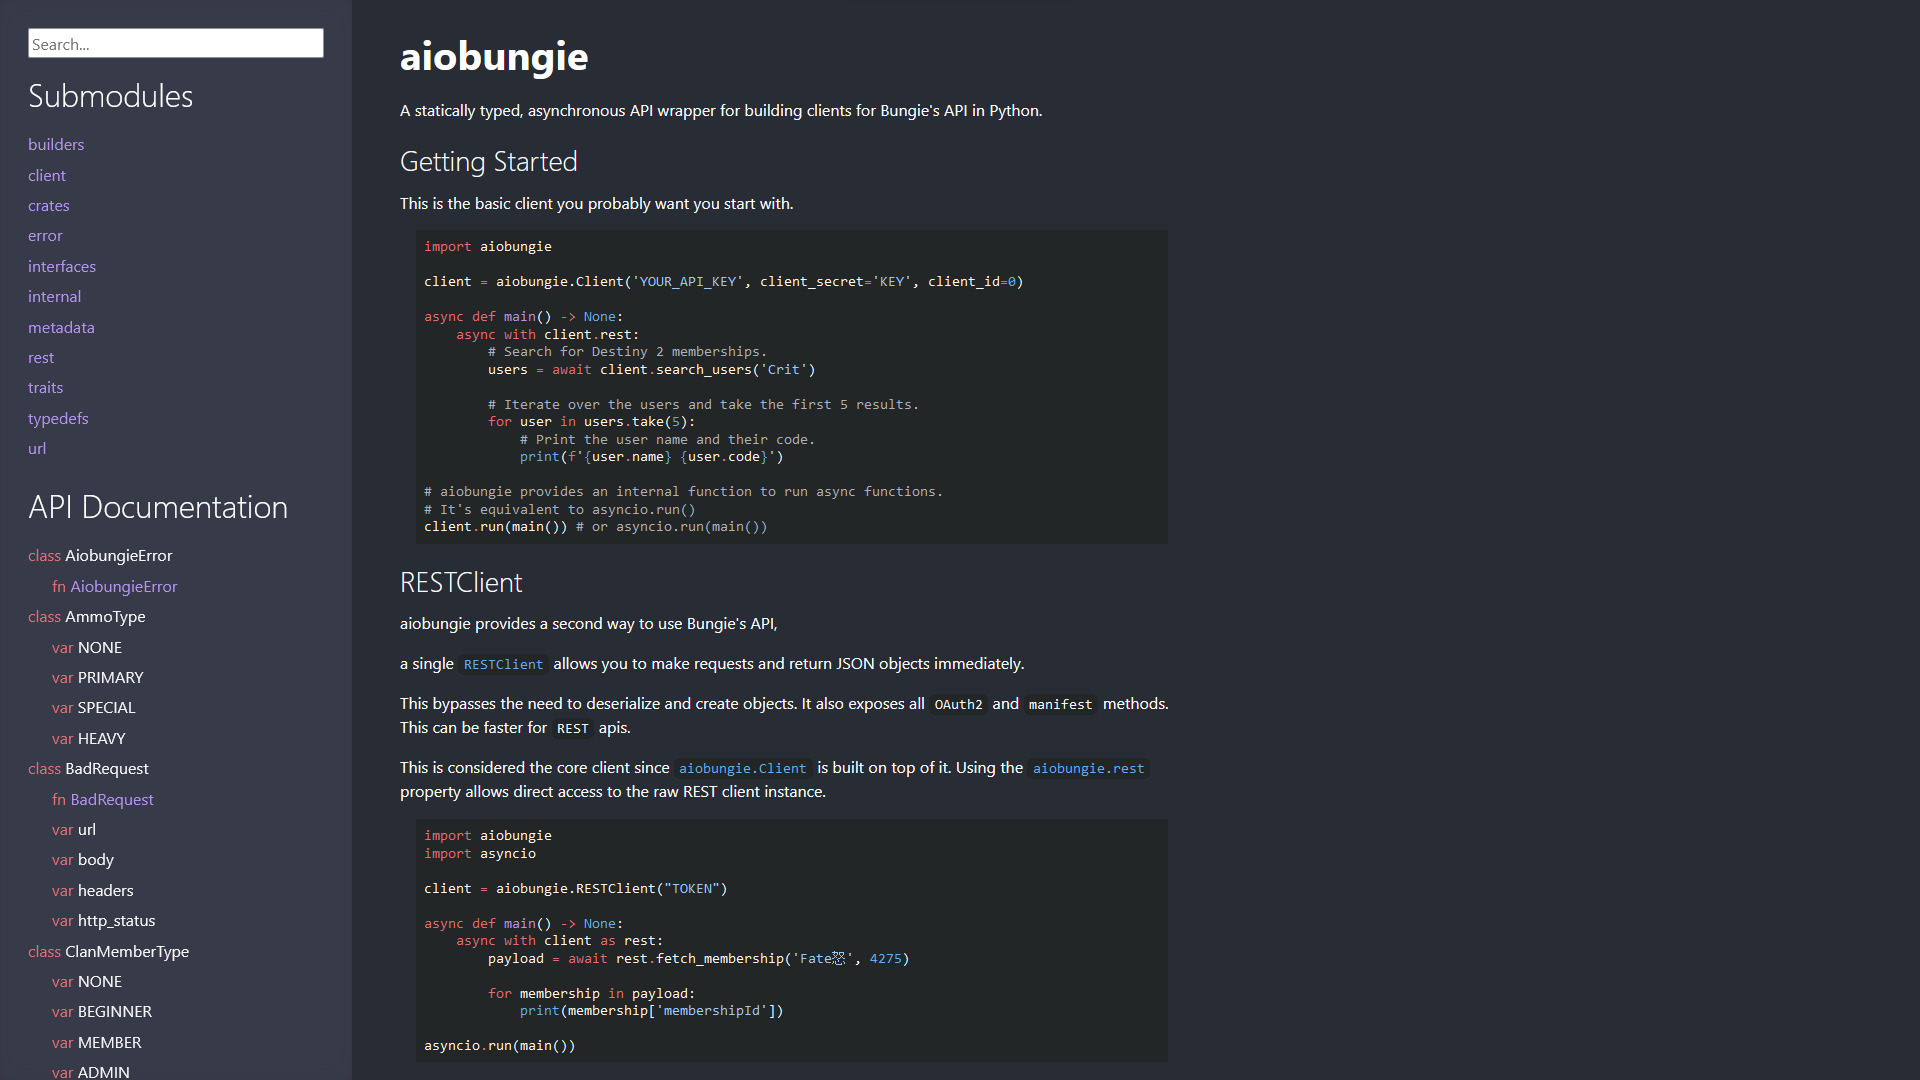 Search...
Submodules
builders
client
crates
error
interfaces
internal
metadata
rest
traits
typedefs
url
API Documentation
class AiobungieError
fn AiobungieError
class AmmoType
var NONE
var PRIMARY
var SPECIAL
var HEAVY
class BadRequest
fn BadRequest
var url
var body
var headers
var http_status
class ClanMemberType
var NONE
var BEGINNER
var MEMBER
var ADMIN
aiobungie
A statically typed, asynchronous API wrapper for building clients for Bungie's API in Python.
Getting Started
This is the basic client you probably want you start with.
import aiobungie
client = aiobungie.Client('YOUR_API_KEY', client_secret='KEY', client_id=0)
async def main() -> None:
async with client.rest:
# Search for Destiny 2 memberships.
users = await client.search_users('Crit')
# Iterate over the users and take the first 5 results.
for user in users.take(5):
# Print the user name and their code.
print(f'{user.name} {user.code}')
# aiobungie provides an internal function to run async functions.
# It's equivalent to asyncio.run()
client.run(main()) # or asyncio.run(main())
RESTClient
aiobungie provides a second way to use Bungie's API,
a single RESTClient allows you to make requests and return JSON objects immediately.
This bypasses the need to deserialize and create objects. It also exposes all OAuth2 and manifest methods.
This can be faster for REST apis.
This is considered the core client since aiobungie.Client is built on top of it. Using the aiobungie.rest
property allows direct access to the raw REST client instance.
import aiobungie
import asyncio
client = aiobungie.RESTClient("TOKEN")
async def main() -> None:
async with client as rest:
payload = await rest.fetch_membership('Fate', 4275)
for membership in payload:
print(membership['membershipId'])
asyncio.run(main())